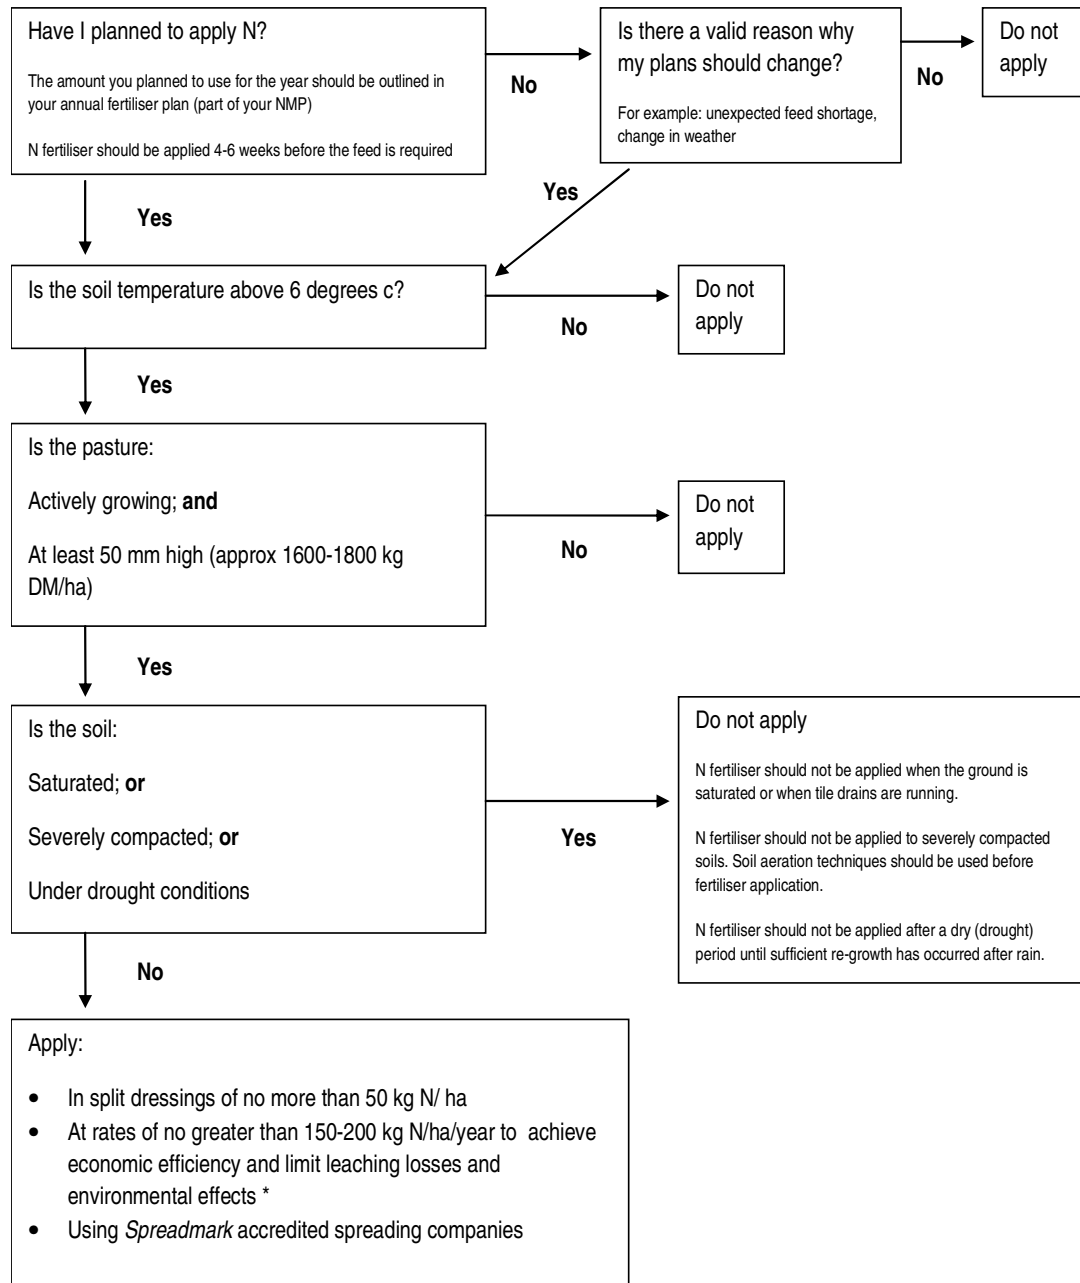 Have I planned to apply N?
The amount you planned to use for the year should be outlined in
your annual fertiliser plan (part of your NMP)
N fertiliser should be applied 4-6 weeks before the feed is required
No
Is there a valid reason why
my plans should change?
For example: unexpected feed shortage,
change in weather
No
Do not
apply
Yes
Yes
Is the soil temperature above 6 degrees c?
No
Do not
apply
Yes
Is the pasture:
Actively growing; and
At least 50 mm high (approx 1600-1800 kg
DM/ha)
No
Do not
apply
Yes
Is the soil:
Saturated; or
Severely compacted; or
Under drought conditions
Yes
Do not apply
N fertiliser should not be applied when the ground is
saturated or when tile drains are running.
N fertiliser should not be applied to severely compacted
soils. Soil aeration techniques should be used before
fertiliser application.
N fertiliser should not be applied after a dry (drought)
period until sufficient re-growth has occurred after rain.
No
Apply:
• In split dressings of no more than 50 kg N/ ha
• At rates of no greater than 150-200 kg N/ha/year to achieve
economic efficiency and limit leaching losses and
environmental effects *
• Using Spreadmark accredited spreading companies